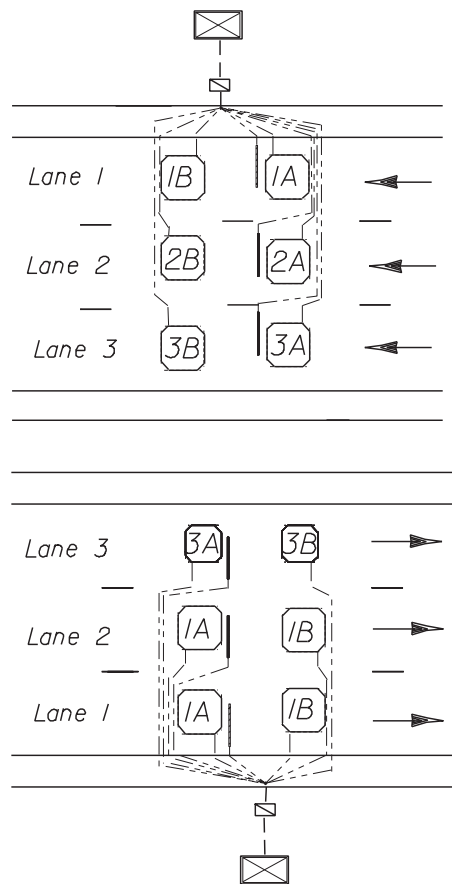 Lane 1 1B 1A
Lane 2 2B 2A
Lane 3 3B 3A
Lane 3 3A 3B
Lane 2 1A 1B
Lane 1 1A 1B